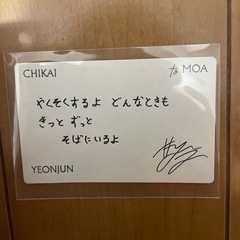 CHIKAI
to MOA
やくそくするよ どんなときも
きっと ずっと
そばにいるよ
YEONJUN